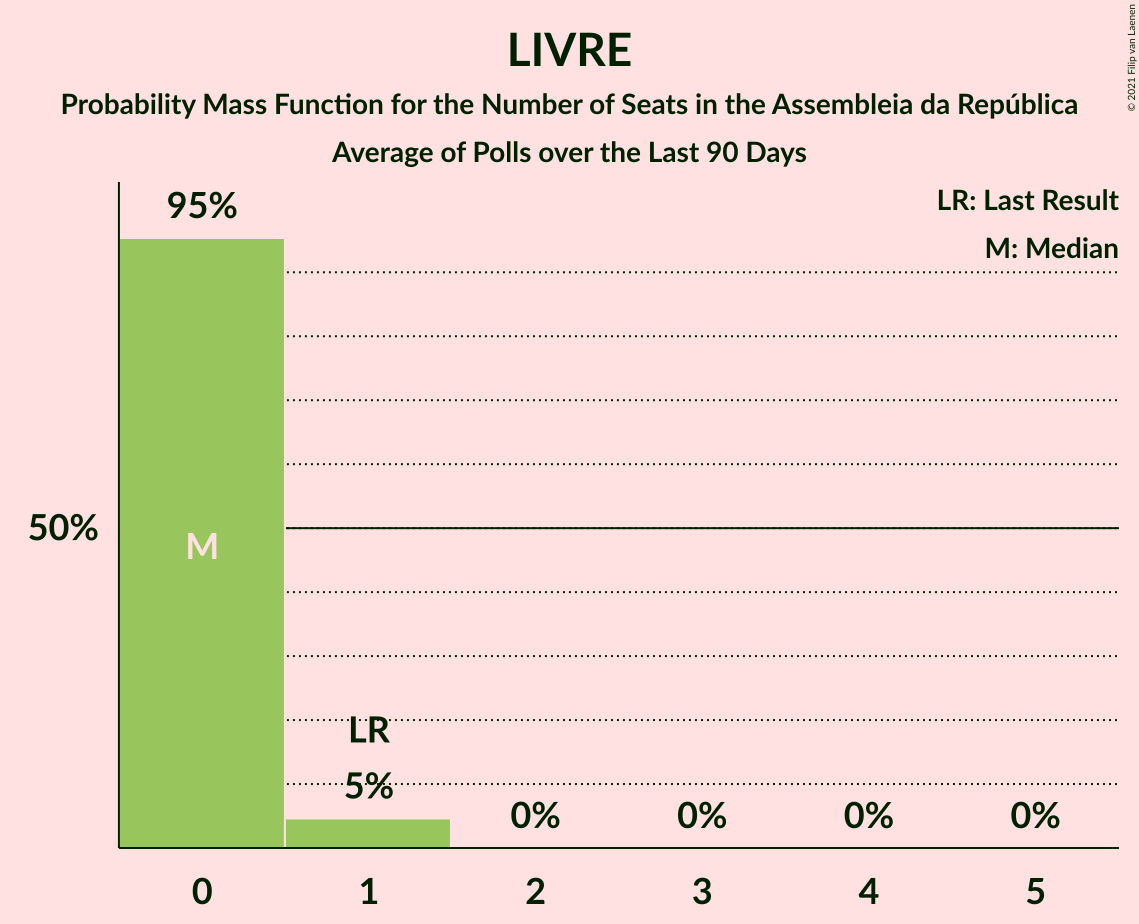 LIVRE
Probability Mass Function for the Number of Seats in the Assembleia da República
Average of Polls over the Last 90 Days
© 2021 Filip van Laenen
LR: Last Result
M: Median
95%
50%
M
LR
5%
0%
0%
0%
0%
0
1
2
3
4
5